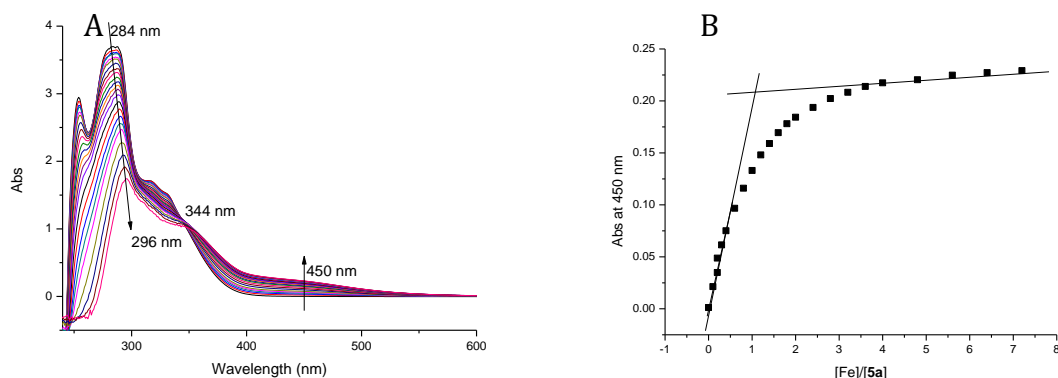 A
284 nm
344 nm
296 nm
450 nm
Abs
4
3
2
1
0
300
400
500
600
Wavelength (nm)
B
Abs at 450 nm
0.25
0.20
0.15
0.10
0.05
0.00
-1
0
1
2
3
4
5
6
7
8
[Fe]/[5a]